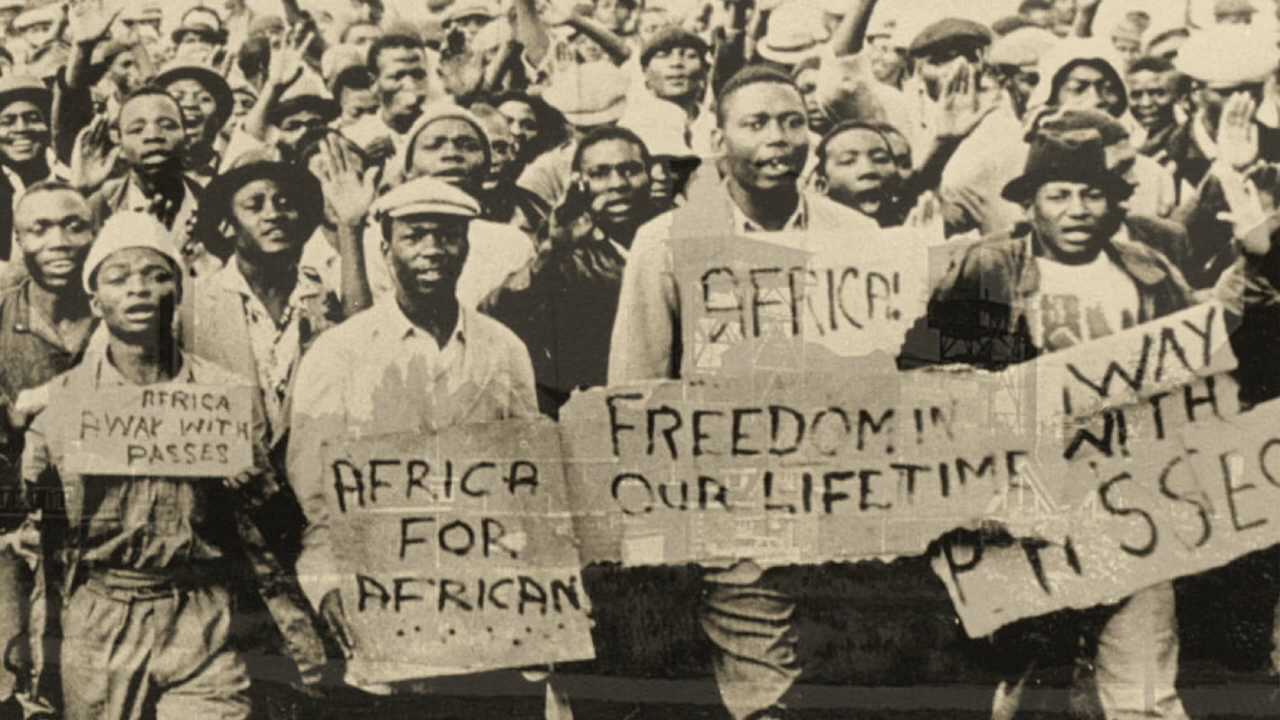 AFRICA
AWAY WITH
PASSES
AFRICA
FOR
AFRICAN
AFRICA!
FREEDOM IN
OUR LIFETIME
WAY
WITH
PASSES